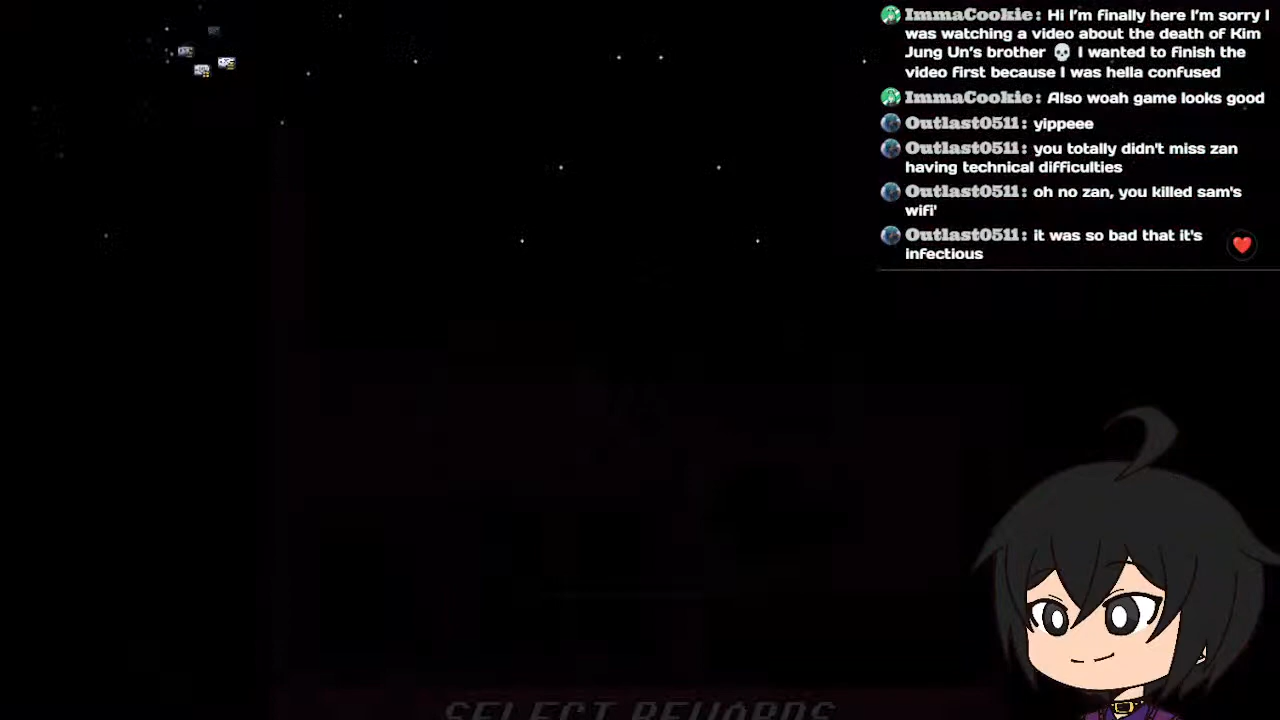 ImmaCookie: Hi I'm finally here I'm sorry I
was watching a video about the death of Kim
Jung Un's brother 💀 I wanted to finish the
video first because I was hella confused
ImmaCookie: Also woah game looks good
Outlast0511: yippeee
Outlast0511: you totally didn't miss zan
having technical difficulties
Outlast0511: oh no zan, you killed sam's
wifi'
Outlast0511: it was so bad that it's
infectious
SELECT REWARDS